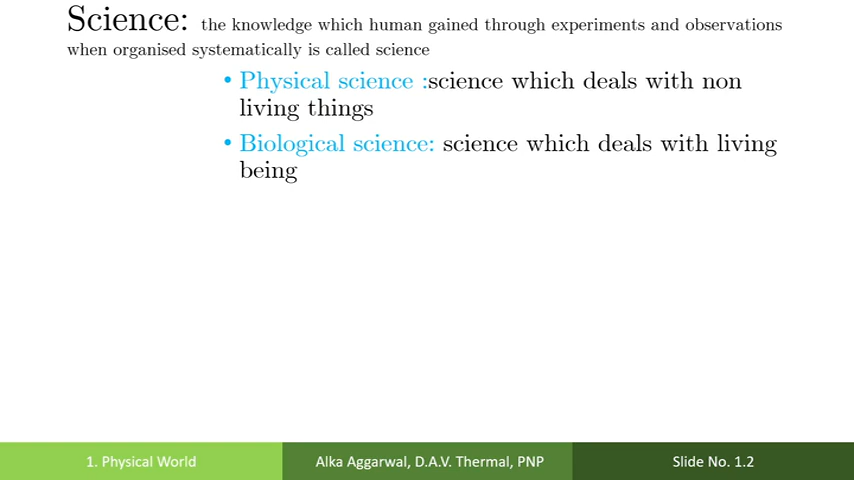 Science: the knowledge which human gained through experiments and observations
when organised systematically is called science
• Physical science :science which deals with non
living things
• Biological science: science which deals with living
being
1. Physical World
Alka Aggarwal, D.A.V. Thermal, PNP
Slide No. 1.2